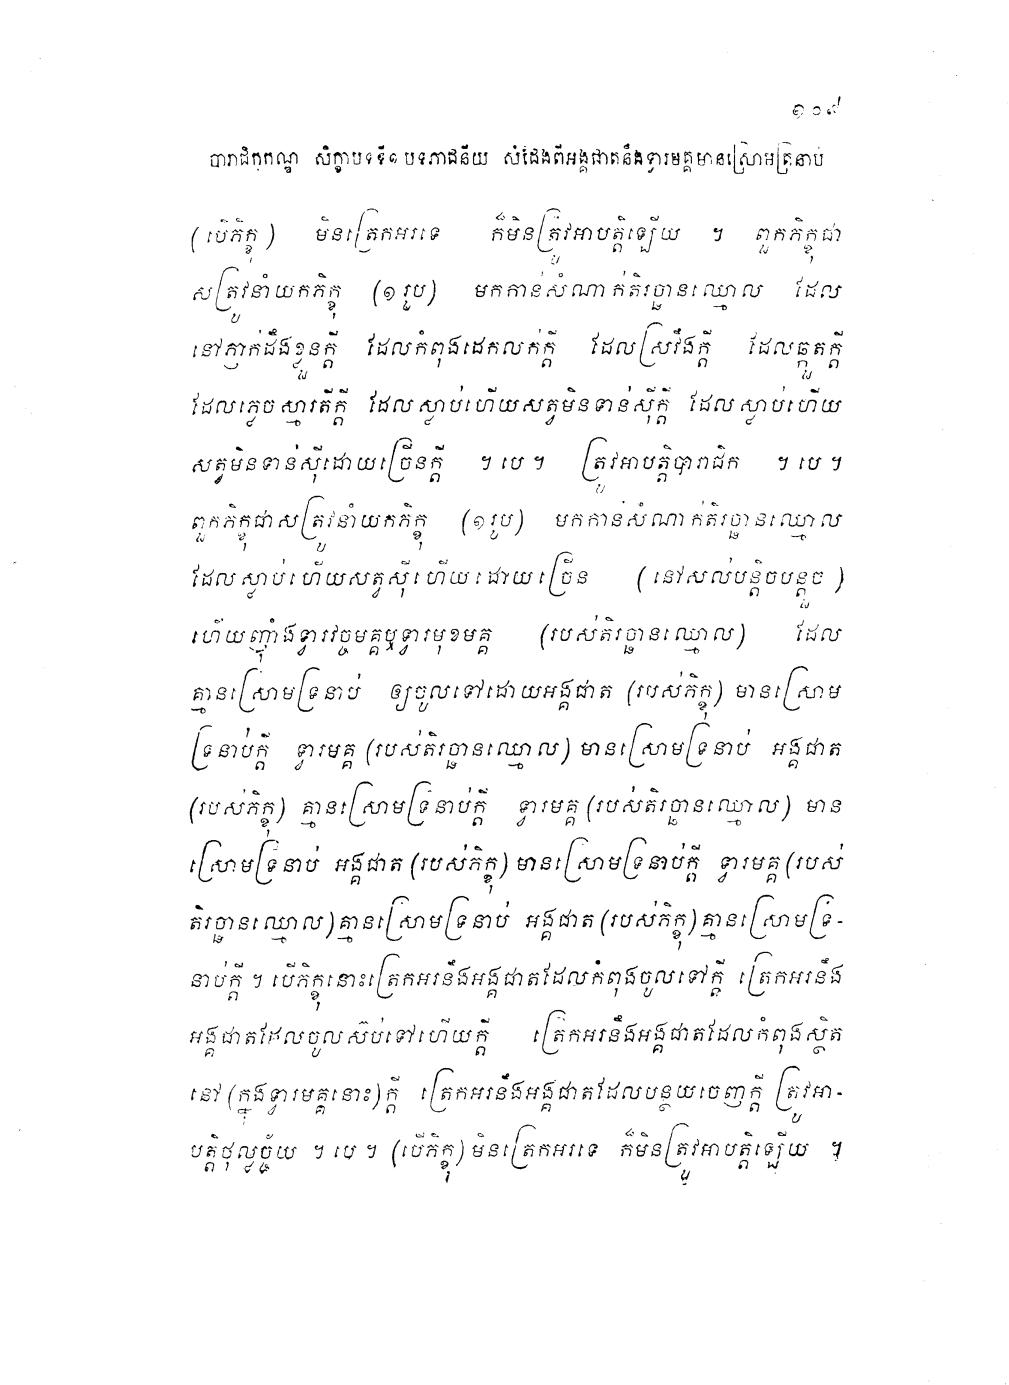 ១០៩
បារាជិកកណ្ឌ សិក្ខាបទទី១ បទភាជនីយ សំដែងពីអង្គជាតនឹងទ្វារមគ្គមានស្រោមទ្រនាប់
(បើភិក្ខុ) មិនត្រេកអរទេ ក៏មិនត្រូវអាបត្តិឡើយ ។ ពួកភិក្ខុជា
សត្រូវនាំយកភិក្ខុ (១រូប) មកកាន់សំណាក់តិរច្ឆានឈ្មោល ដែល
នៅភ្ញាក់ដឹងខ្លួនក្តី ដែលកំពុងដេកលក់ក្តី ដែលស្រវឹងក្តី ដែលឆ្កួតក្តី
ដែលភ្លេចស្មារតីក្តី ដែលស្លាប់ហើយសត្វមិនទាន់ស៊ីក្តី ដែលស្លាប់ហើយ
សត្វមិនទាន់ស៊ីដោយច្រើនក្តី ។ បេ ។ ត្រូវអាបត្តិបារាជិក ។ បេ ។
ពួកភិក្ខុជាសត្រូវនាំយកភិក្ខុ (១រូប) មកកាន់សំណាក់តិរច្ឆានឈ្មោល
ដែលស្លាប់ហើយសត្វស៊ីហើយដោយច្រើន (នៅសល់បន្តិចបន្តួច)
ហើយញ៉ាំងទ្វារវច្ចមគ្គឬទ្វារមុខមគ្គ (របស់តិរច្ឆានឈ្មោល) ដែល
គ្មានស្រោមទ្រនាប់ ឲ្យចូលទៅដោយអង្គជាត (របស់ភិក្ខុ) មានស្រោម
ទ្រនាប់ក្តី ទ្វារមគ្គ (របស់តិរច្ឆានឈ្មោល) មានស្រោមទ្រនាប់ អង្គជាត
(របស់ភិក្ខុ) គ្មានស្រោមទ្រនាប់ក្តី ទ្វារមគ្គ (របស់តិរច្ឆានឈ្មោល) មាន
ស្រោមទ្រនាប់ អង្គជាត (របស់ភិក្ខុ) មានស្រោមទ្រនាប់ក្តី ទ្វារមគ្គ (របស់
តិរច្ឆានឈ្មោល) គ្មានស្រោមទ្រនាប់ អង្គជាត (របស់ភិក្ខុ) គ្មានស្រោមទ្រ-
នាប់ក្តី ។ បើភិក្ខុនោះត្រេកអរនឹងអង្គជាតដែលកំពុងចូលទៅក្តី ត្រេកអរនឹង
អង្គជាតដែលចូលស៊ប់ទៅហើយក្តី ត្រេកអរនឹងអង្គជាតដែលកំពុងស្ថិត
នៅ (ក្នុងទ្វារមគ្គនោះ) ក្តី ត្រេកអរនឹងអង្គជាតដែលបន្ថយចេញក្តី ត្រូវអា-
បត្តិថុល្លច្ច័យ ។ បេ ។ (បើភិក្ខុ) មិនត្រេកអរទេ ក៏មិនត្រូវអាបត្តិឡើយ ។